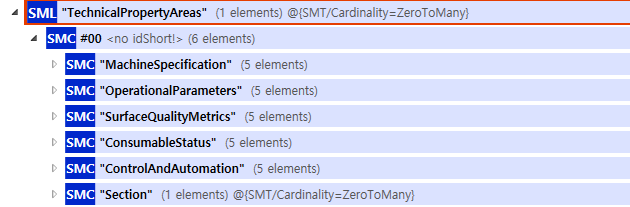 SML "TechnicalPropertyAreas" (1 elements) @{SMT/Cardinality=ZeroToMany}
SMC #00 <no idShort!> (6 elements)
SMC "MachineSpecification" (5 elements)
SMC "OperationalParameters" (5 elements)
SMC "SurfaceQualityMetrics" (5 elements)
SMC "ConsumableStatus" (5 elements)
SMC "ControlAndAutomation" (5 elements)
SMC "Section" (1 elements) @{SMT/Cardinality=ZeroToMany}